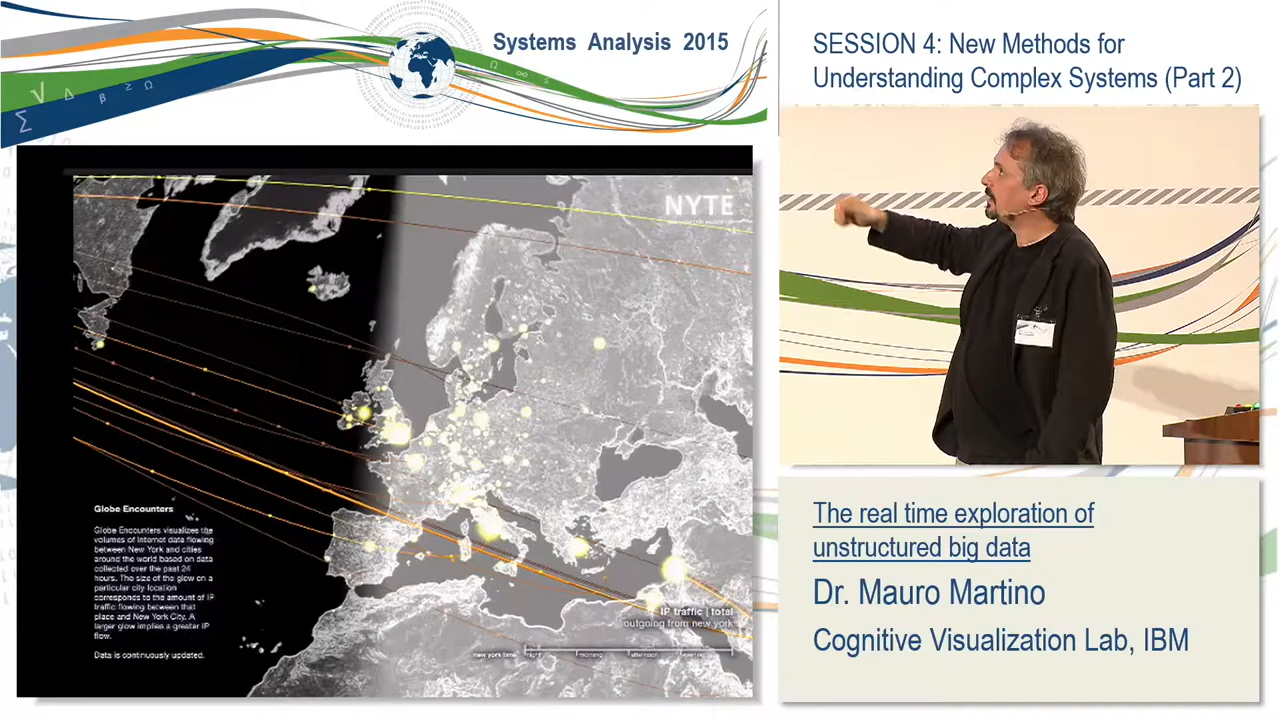 Systems Analysis 2015
SESSION 4: New Methods for
Understanding Complex Systems (Part 2)
NYTE
Globe Encounters
Globe Encounters visualizes the
volumes of Internet data flowing
between New York and cities
around the world based on data
collected over the past 24
hours. The size of the glow on a
particular city location
corresponds to the amount of IP
traffic flowing between that
place and New York City. A
larger glow implies a greater IP
flow.
Data is continuously updated.
IP traffic | total
outgoing from new york
new york time
night
morning
afternoon
evening
The real time exploration of
unstructured big data
Dr. Mauro Martino
Cognitive Visualization Lab, IBM
√ Δ β ≥ Ω
Σ
Ω ∞ ≤